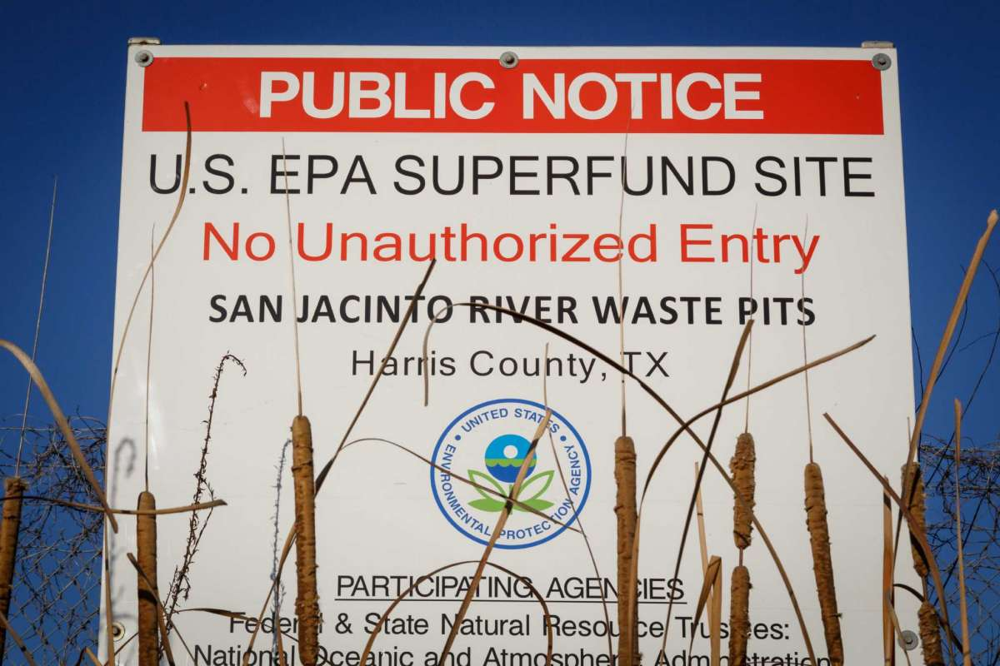 PUBLIC NOTICE
U.S. EPA SUPERFUND SITE
No Unauthorized Entry
SAN JACINTO RIVER WASTE PITS
Harris County, TX
UNITED STATES
ENVIRONMENTAL PROTECTION AGENCY
PARTICIPATING AGENCIES
Federal & State Natural Resource Trustees:
National Oceanic and Atmospheric Administration